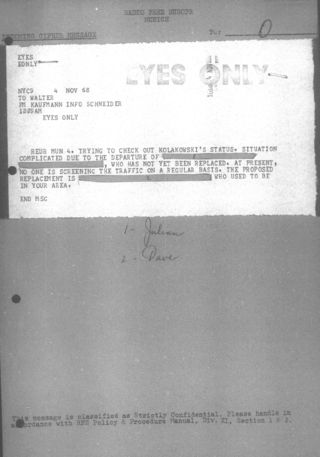 RADIO FREE EUROPE
MUNICH
INCOMING CIPHER MESSAGE
To:
EYES
EONLY
EYES ONLY
NYC9 4 NOV 68
TO WALTER
FM KAUFMANN INFO SCHNEIDER
EYES ONLY
REUR MUN 4. TRYING TO CHECK OUT KOLAKOWSKI'S STATUS. SITUATION
COMPLICATED DUE TO THE DEPARTURE OF
, WHO HAS NOT YET BEEN REPLACED. AT PRESENT,
NO ONE IS SCREENING THE TRAFFIC ON A REGULAR BASIS. THE PROPOSED
REPLACEMENT IS WHO USED TO BE
IN YOUR AREA.
END MSG
1 - Julian
2 - Dave
This message is classified as Strictly Confidential. Please handle in
accordance with RFE Policy & Procedure Manual, Div. XI, Section 1 & 2.